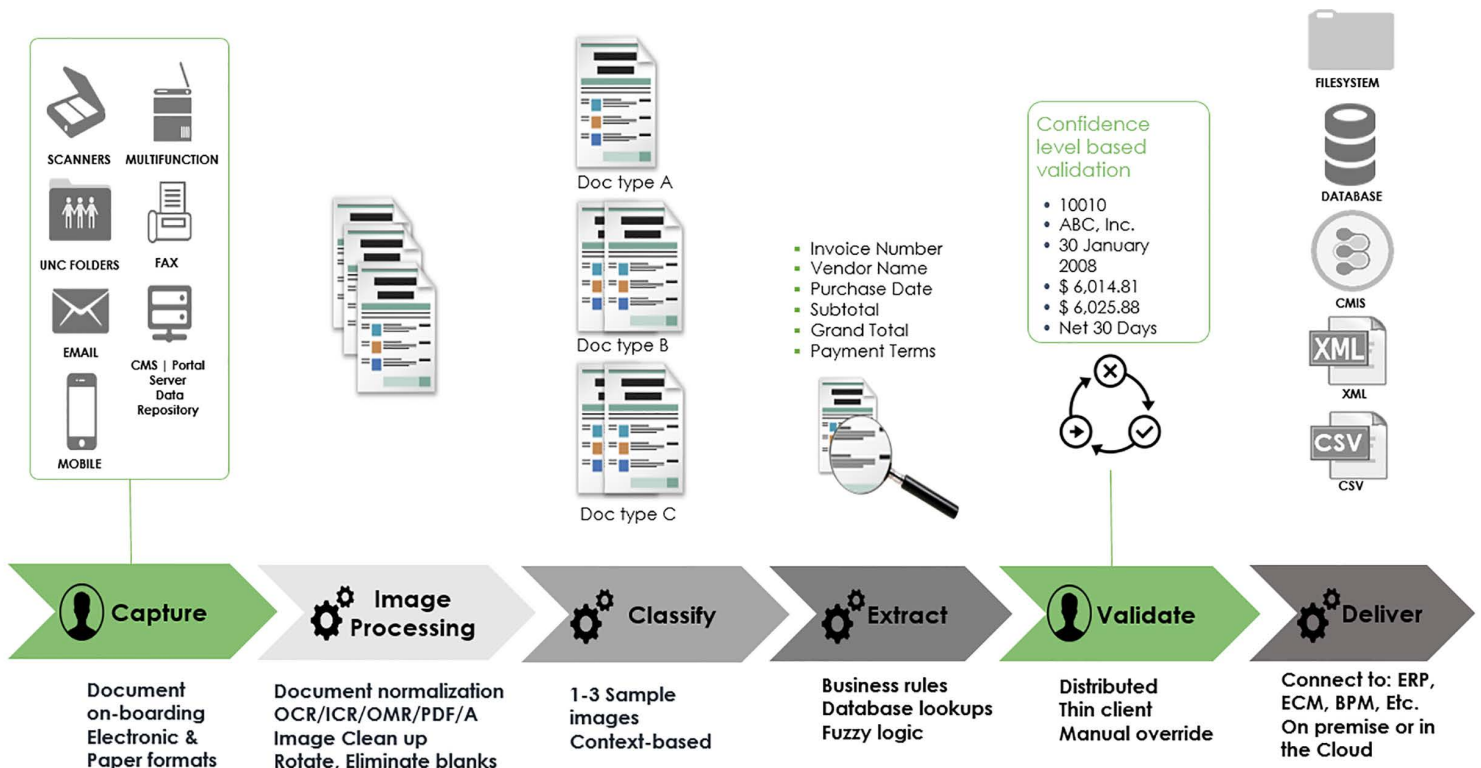 SCANNERS
MULTIFUNCTION
UNC FOLDERS
FAX
EMAIL
CMS | Portal
Server
Data
Repository
MOBILE
Doc type A
Doc type B
Doc type C
Invoice Number
Vendor Name
Purchase Date
Subtotal
Grand Total
Payment Terms
Confidence
level based
validation
10010
ABC, Inc.
30 January
2008
$ 6,014.81
$ 6,025.88
Net 30 Days
FILESYSTEM
DATABASE
CMIS
XML
XML
CSV
CSV
Capture
Image
Processing
Classify
Extract
Validate
Deliver
Document
on-boarding
Electronic &
Paper formats
Document normalization
OCR/ICR/OMR/PDF/A
Image Clean up
Rotate, Eliminate blanks
1-3 Sample
images
Context-based
Business rules
Database lookups
Fuzzy logic
Distributed
Thin client
Manual override
Connect to: ERP,
ECM, BPM, Etc.
On premise or in
the Cloud